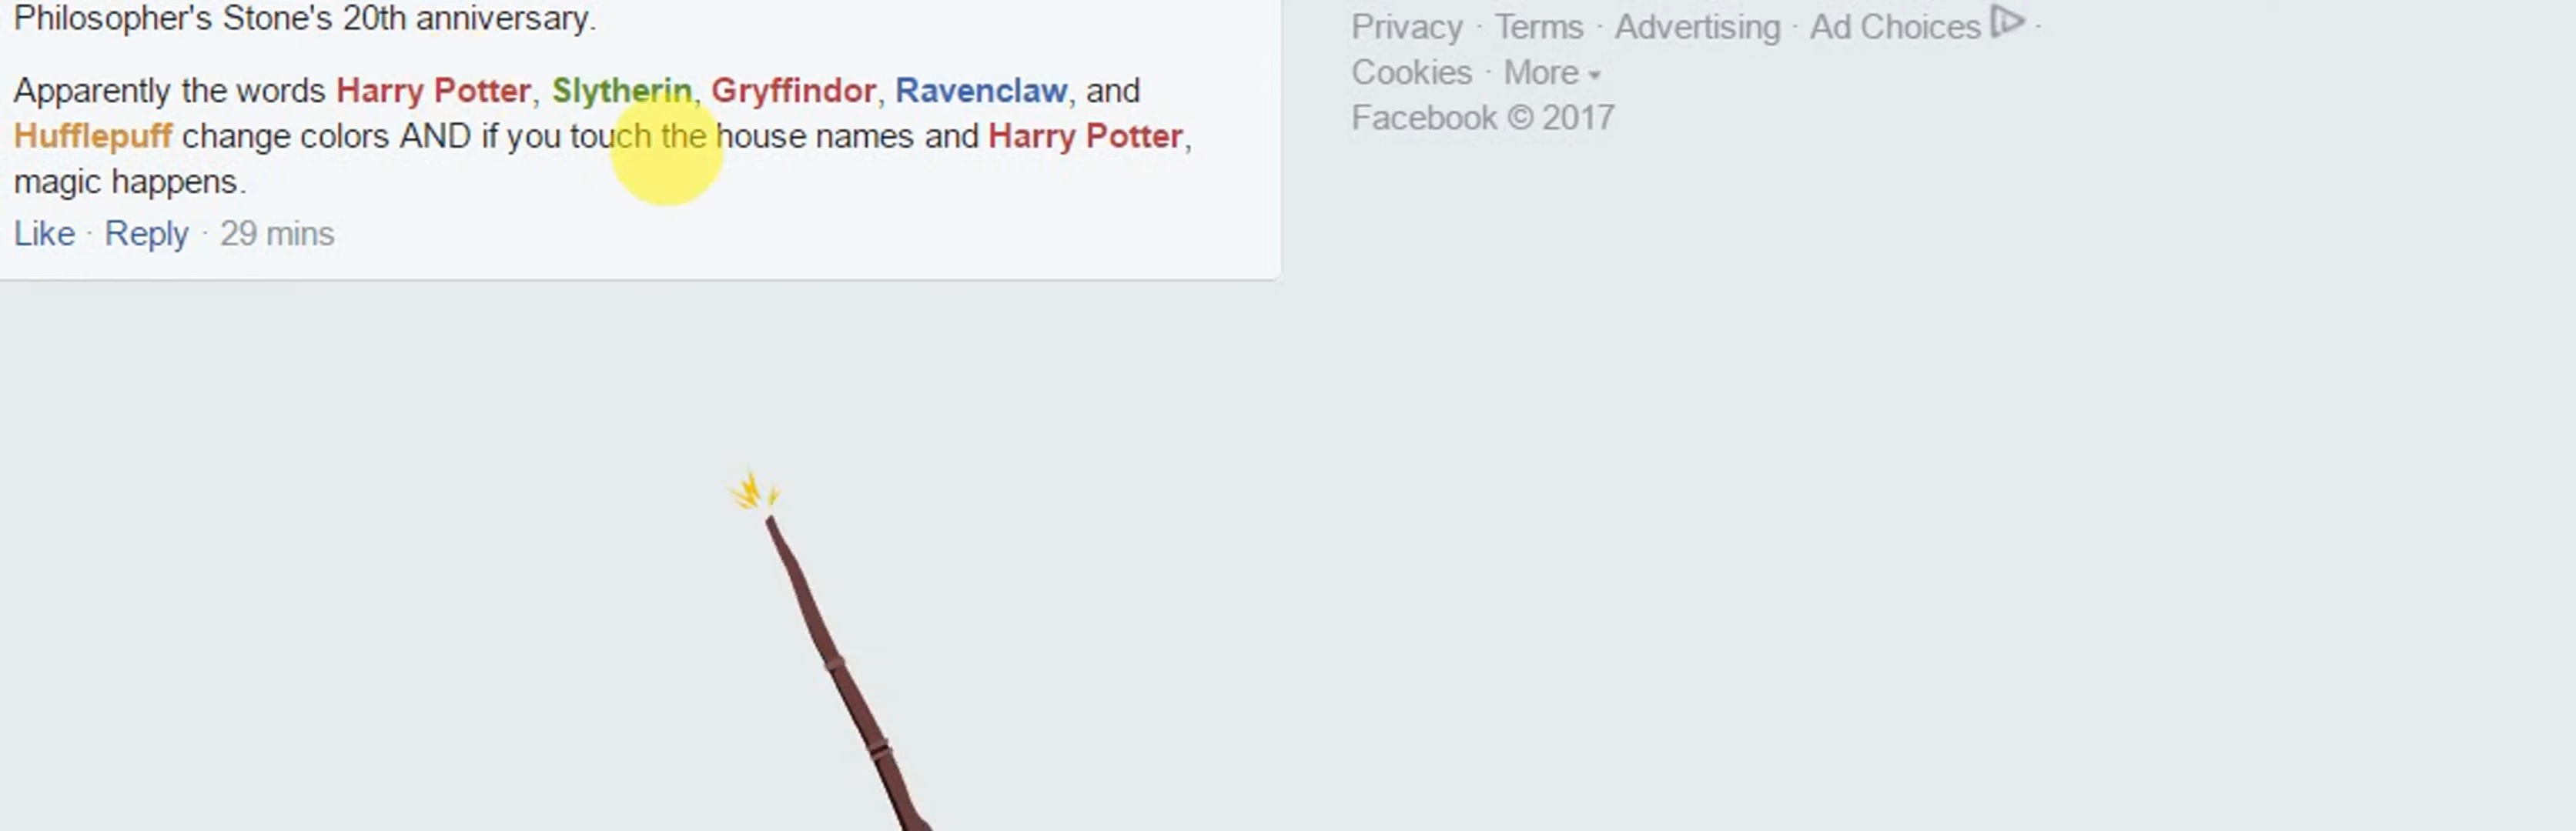 Philosopher's Stone's 20th anniversary.
Apparently the words Harry Potter, Slytherin, Gryffindor, Ravenclaw, and
Hufflepuff change colors AND if you touch the house names and Harry Potter,
magic happens.
Like · Reply · 29 mins
Privacy · Terms · Advertising · Ad Choices ·
Cookies · More
Facebook © 2017